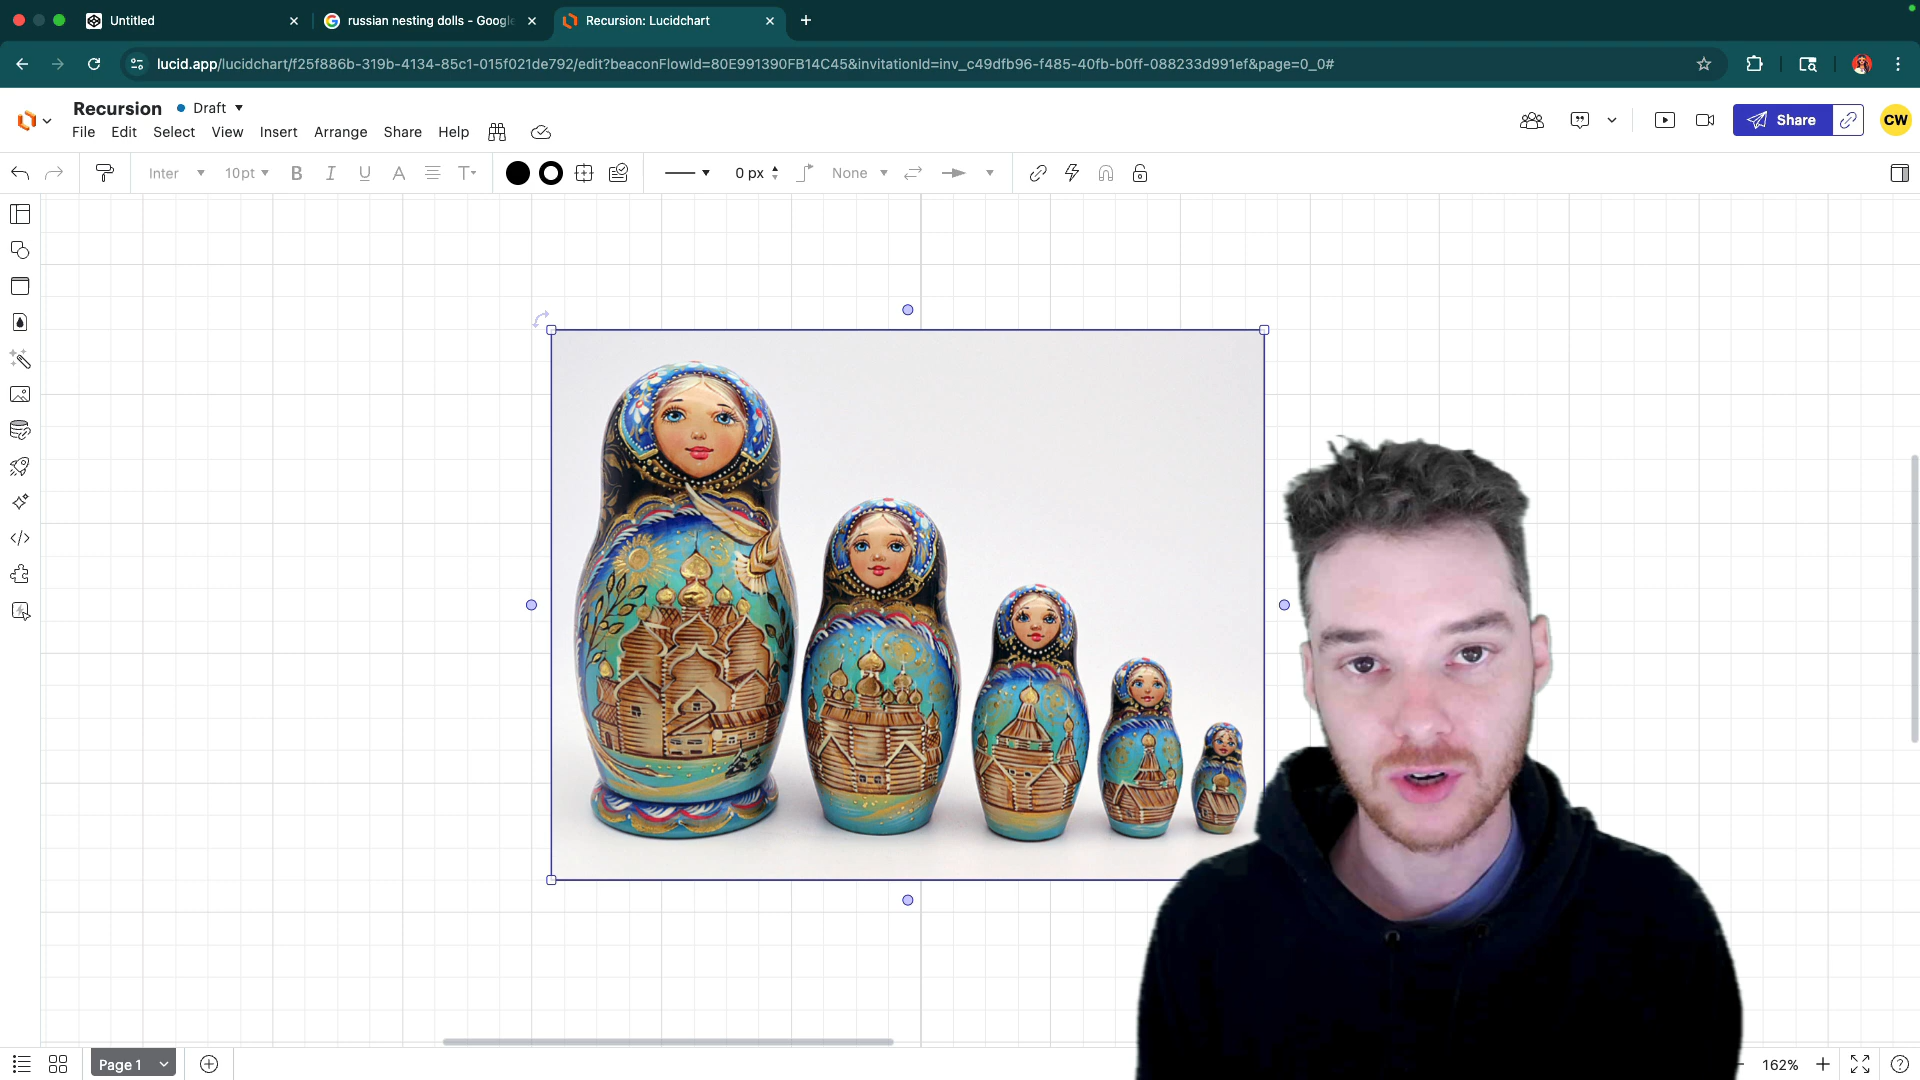 Untitled
russian nesting dolls - Google
Recursion: Lucidchart
lucid.app/lucidchart/f25f886b-319b-4134-85c1-015f021de792/edit?beaconFlowId=80E991390FB14C45&invitationId=inv_c49dfb96-f485-40fb-b0ff-088233d991ef&page=0_0#
Recursion Draft
File Edit Select View Insert Arrange Share Help
Share
CW
Inter 10pt B I U A T 0 px None
Page 1
162%